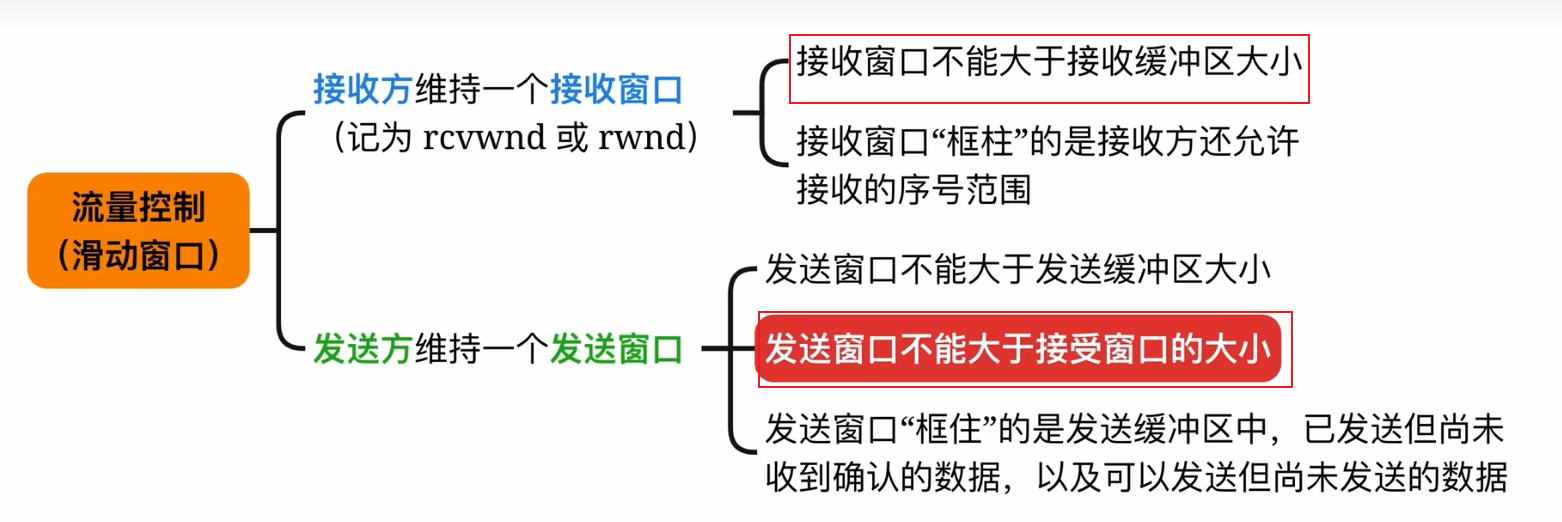 流量控制
（滑动窗口）
接收方维持一个接收窗口
（记为 rcvwnd 或 rwnd）
接收窗口不能大于接收缓冲区大小
接收窗口“框柱”的是接收方还允许
接收的序号范围
发送方维持一个发送窗口
发送窗口不能大于发送缓冲区大小
发送窗口不能大于接受窗口的大小
发送窗口“框住”的是发送缓冲区中，已发送但尚未
收到确认的数据，以及可以发送但尚未发送的数据